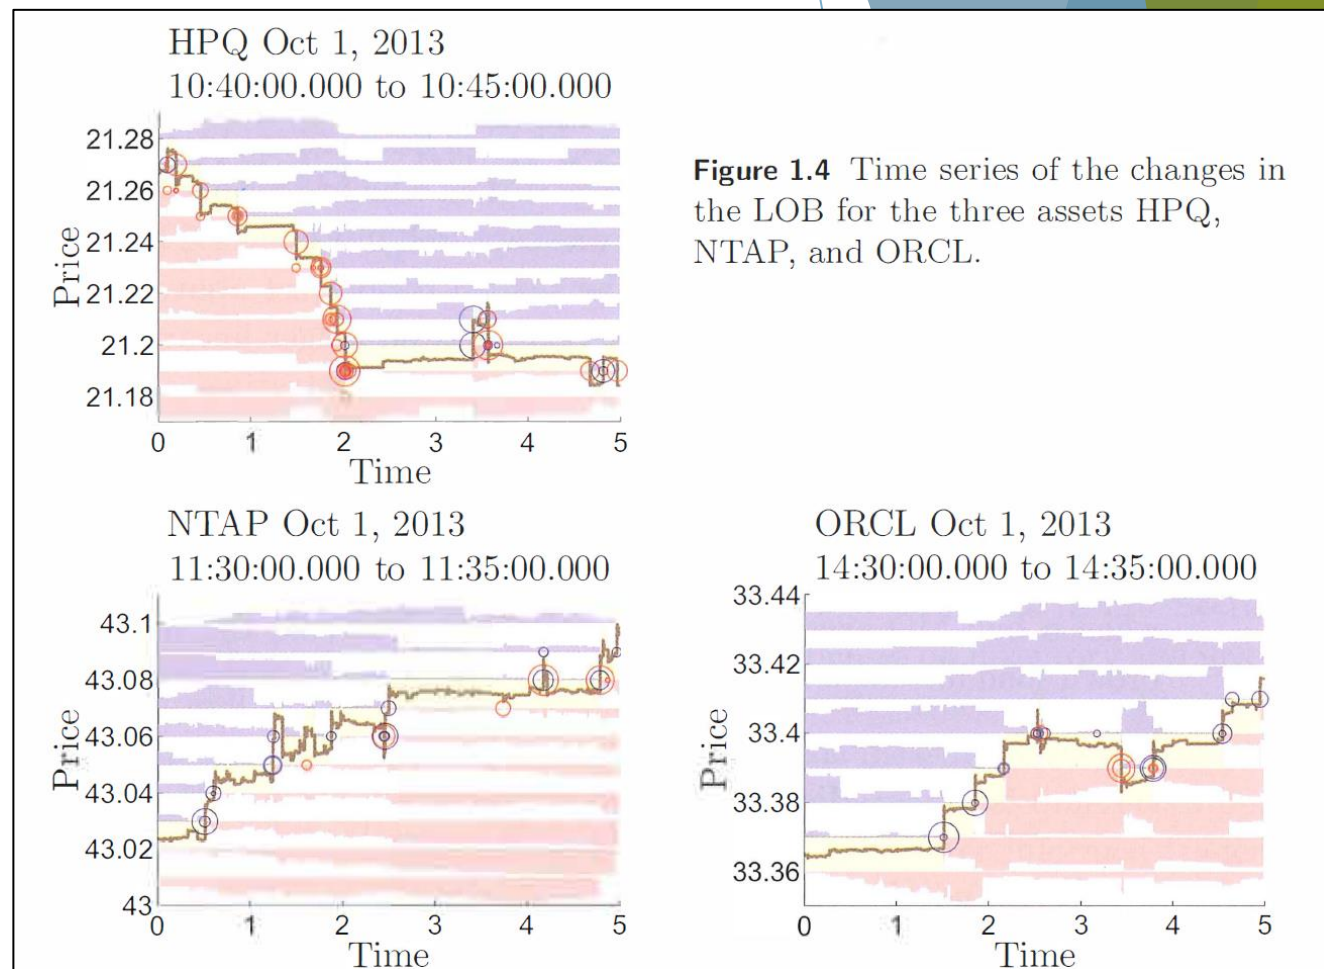 HPQ Oct 1, 2013
10:40:00.000 to 10:45:00.000
21.28
21.26
21.24
21.22
21.2
21.18
Price
0 1 2 3 4 5
Time
Figure 1.4 Time series of the changes in
the LOB for the three assets HPQ,
NTAP, and ORCL.
NTAP Oct 1, 2013
11:30:00.000 to 11:35:00.000
43.1
43.08
43.06
43.04
43.02
43
Price
0 1 2 3 4 5
Time
ORCL Oct 1, 2013
14:30:00.000 to 14:35:00.000
33.44
33.42
33.4
33.38
33.36
Price
0 1 2 3 4 5
Time